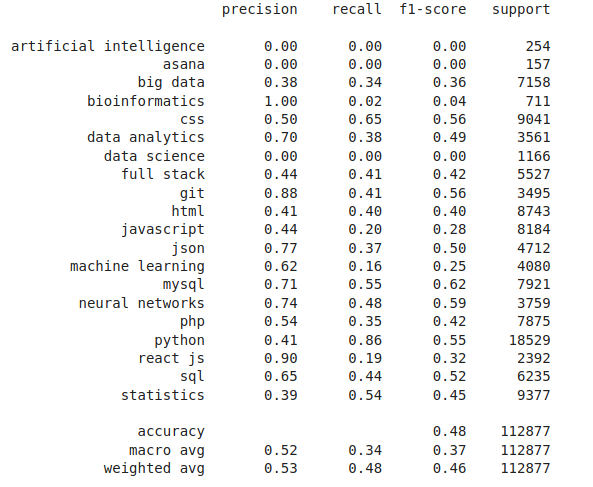 precision recall f1-score support
artificial intelligence 0.00 0.00 0.00 254
asana 0.00 0.00 0.00 157
big data 0.38 0.34 0.36 7158
bioinformatics 1.00 0.02 0.04 711
css 0.50 0.65 0.56 9041
data analytics 0.70 0.38 0.49 3561
data science 0.00 0.00 0.00 1166
full stack 0.44 0.41 0.42 5527
git 0.88 0.41 0.56 3495
html 0.41 0.40 0.40 8743
javascript 0.44 0.20 0.28 8184
json 0.77 0.37 0.50 4712
machine learning 0.62 0.16 0.25 4080
mysql 0.71 0.55 0.62 7921
neural networks 0.74 0.48 0.59 3759
php 0.54 0.35 0.42 7875
python 0.41 0.86 0.55 18529
react js 0.90 0.19 0.32 2392
sql 0.65 0.44 0.52 6235
statistics 0.39 0.54 0.45 9377
accuracy 0.48 112877
macro avg 0.52 0.34 0.37 112877
weighted avg 0.53 0.48 0.46 112877